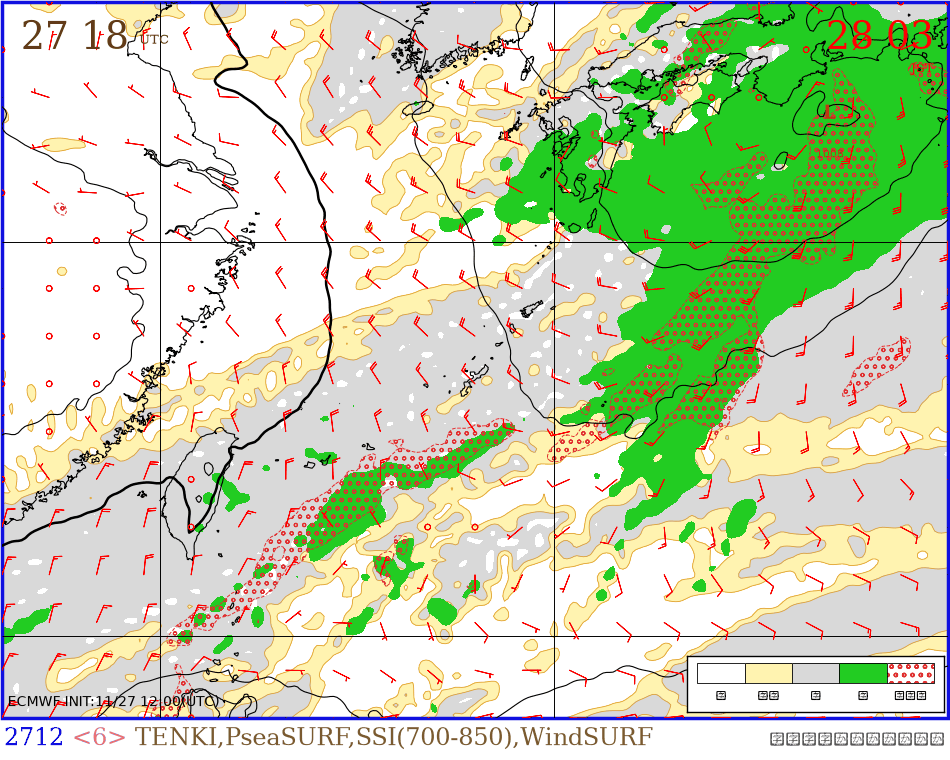 27 18 UTC
28 03
ECMWF INIT:11/27 12:00(UTC)
2712 <6> TENKI,PseaSURF,SSI(700-850),WindSURF